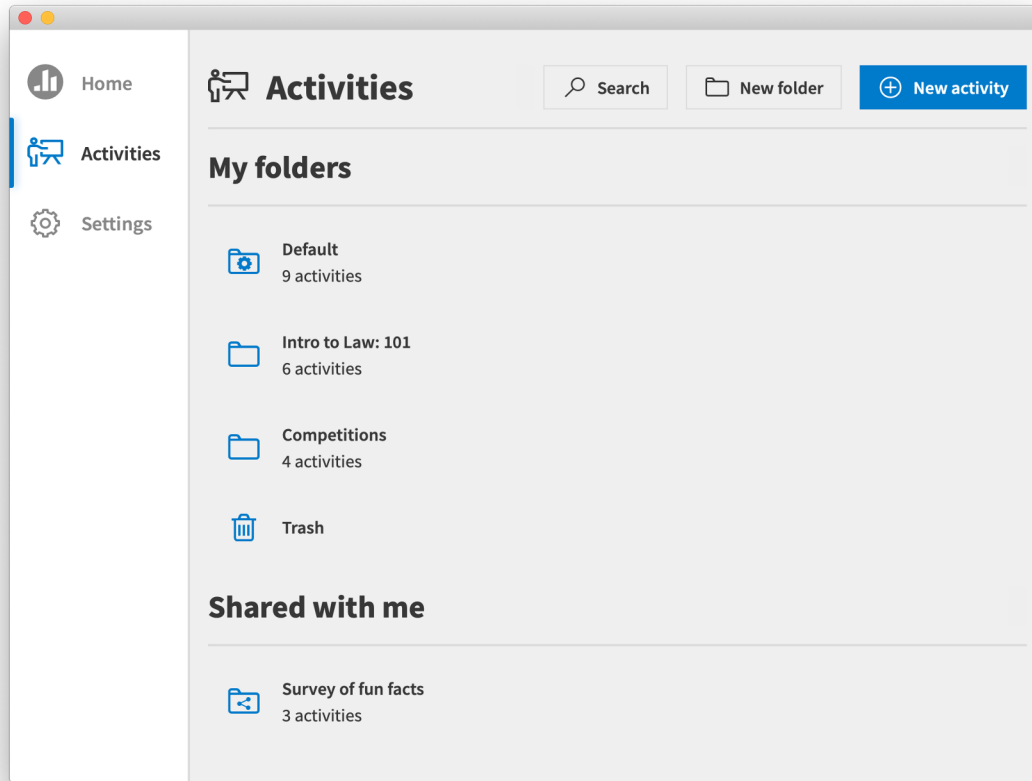 Home
Activities
Settings
Activities
Search
New folder
New activity
My folders
Default
9 activities
Intro to Law: 101
6 activities
Competitions
4 activities
Trash
Shared with me
Survey of fun facts
3 activities